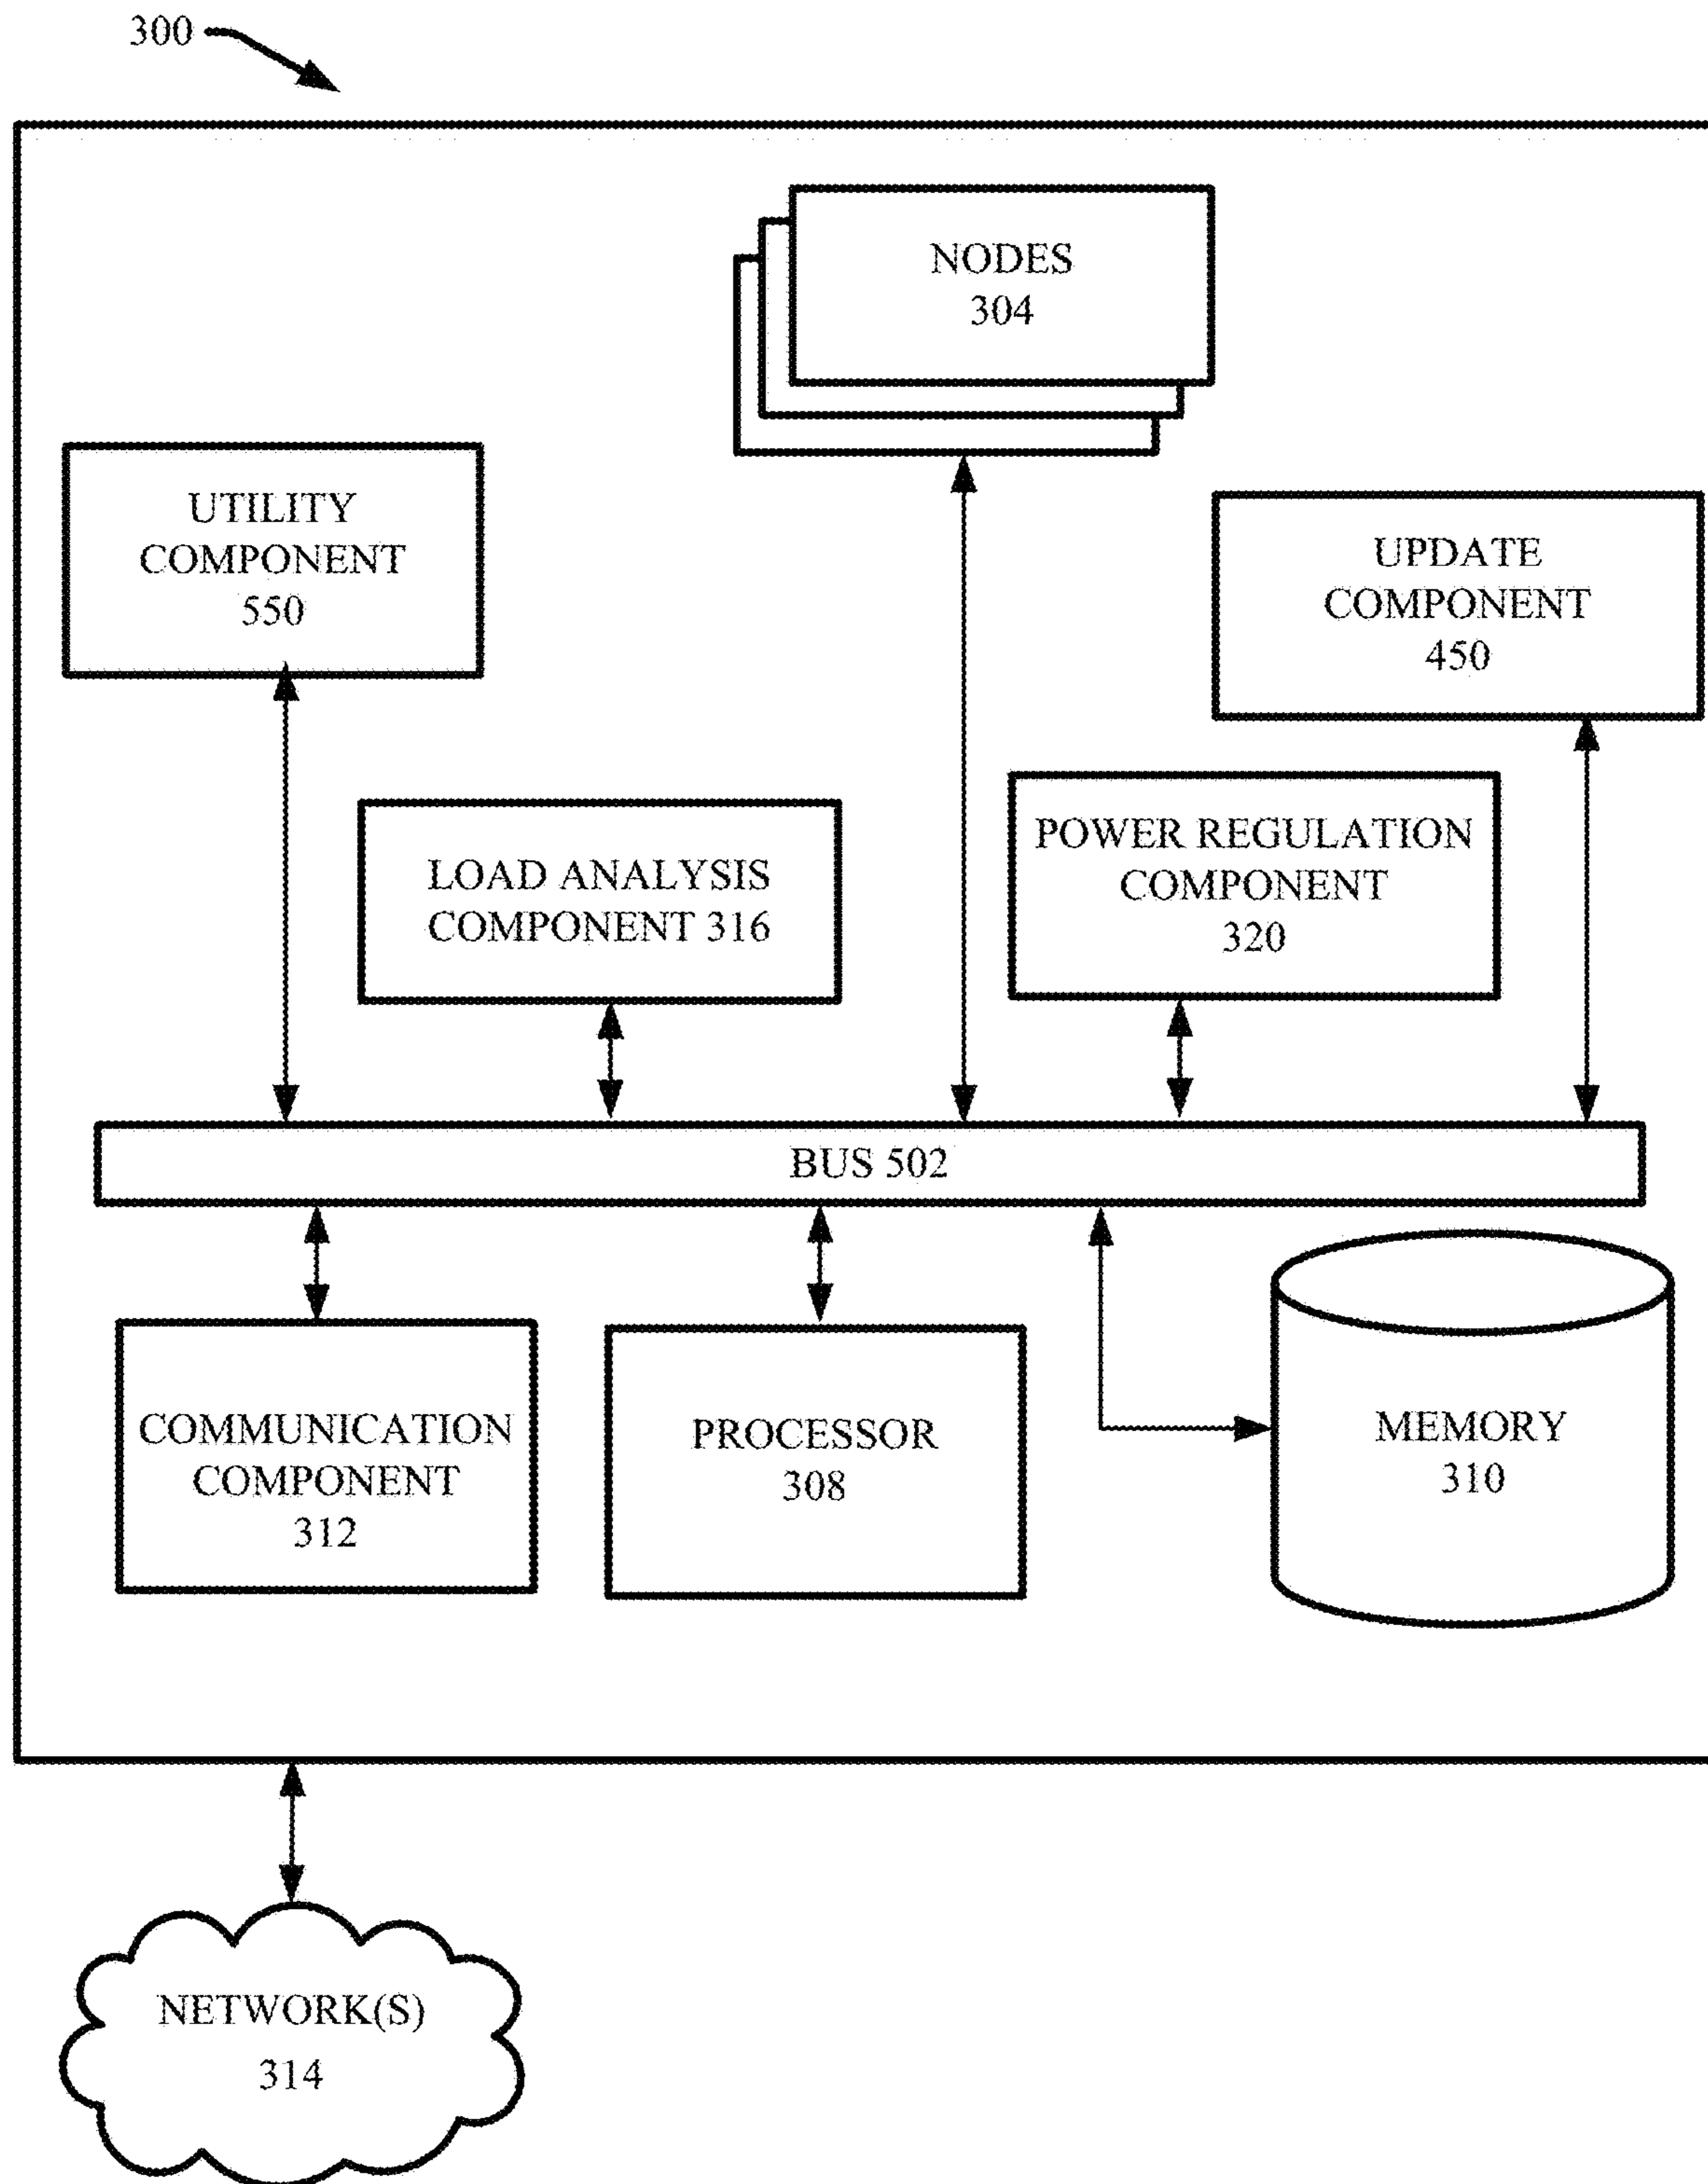 300
NODES
304
UTILITY
COMPONENT
550
UPDATE
COMPONENT
450
LOAD ANALYSIS
COMPONENT 316
POWER REGULATION
COMPONENT
320
BUS 502
COMMUNICATION
COMPONENT
312
PROCESSOR
308
MEMORY
310
NETWORK(S)
314